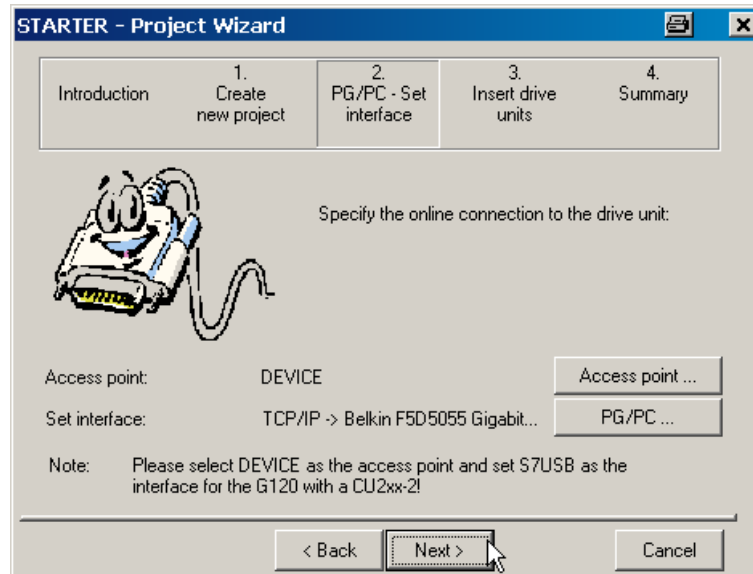 STARTER - Project Wizard
Introduction
1.
Create
new project
2.
PG/PC - Set
interface
3.
Insert drive
units
4.
Summary
Specify the online connection to the drive unit:
Access point: DEVICE Access point ...
Set interface: TCP/IP -> Belkin F5D5055 Gigabit... PG/PC ...
Note: Please select DEVICE as the access point and set S7USB as the
interface for the G120 with a CU2xx-2!
< Back Next > Cancel